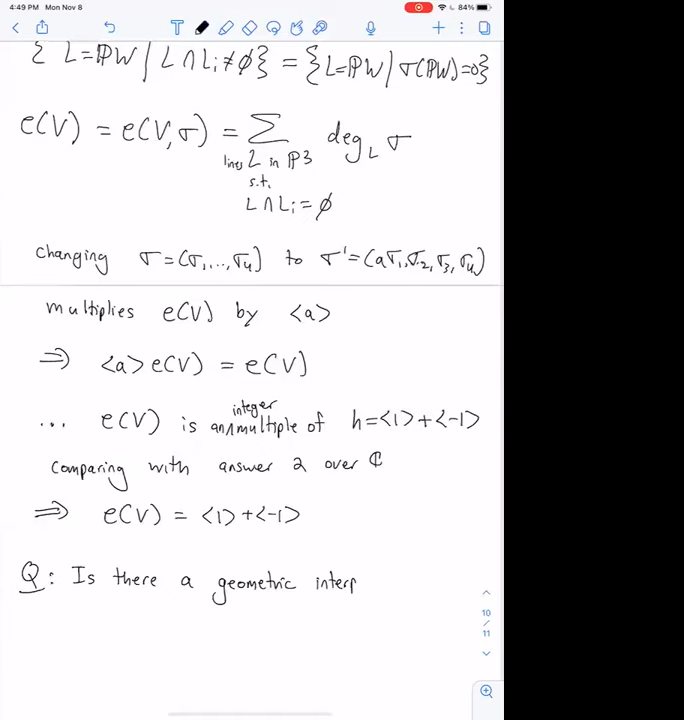 4:49 PM Mon Nov 8
84%
{ L=ℙW | L∩Lᵢ≠∅} = {L=ℙW | σ(ℙW)=0}
e(V) = e(V,σ) = Σ deg_L σ
lines L in ℙ3
s.t.
L∩Lᵢ = ∅
Changing σ=(σ₁,...,σ₄) to σ'=(aσ₁,σ₂,σ₃,σ₄)
multiplies e(V) by <a>
⇒ <a>e(V) = e(V)
... e(V) is an integer multiple of h=<1>+<-1>
Comparing with answer 2 over ℂ
⇒ e(V) = <1>+<-1>
Q: Is there a geometric interp
10
/
11